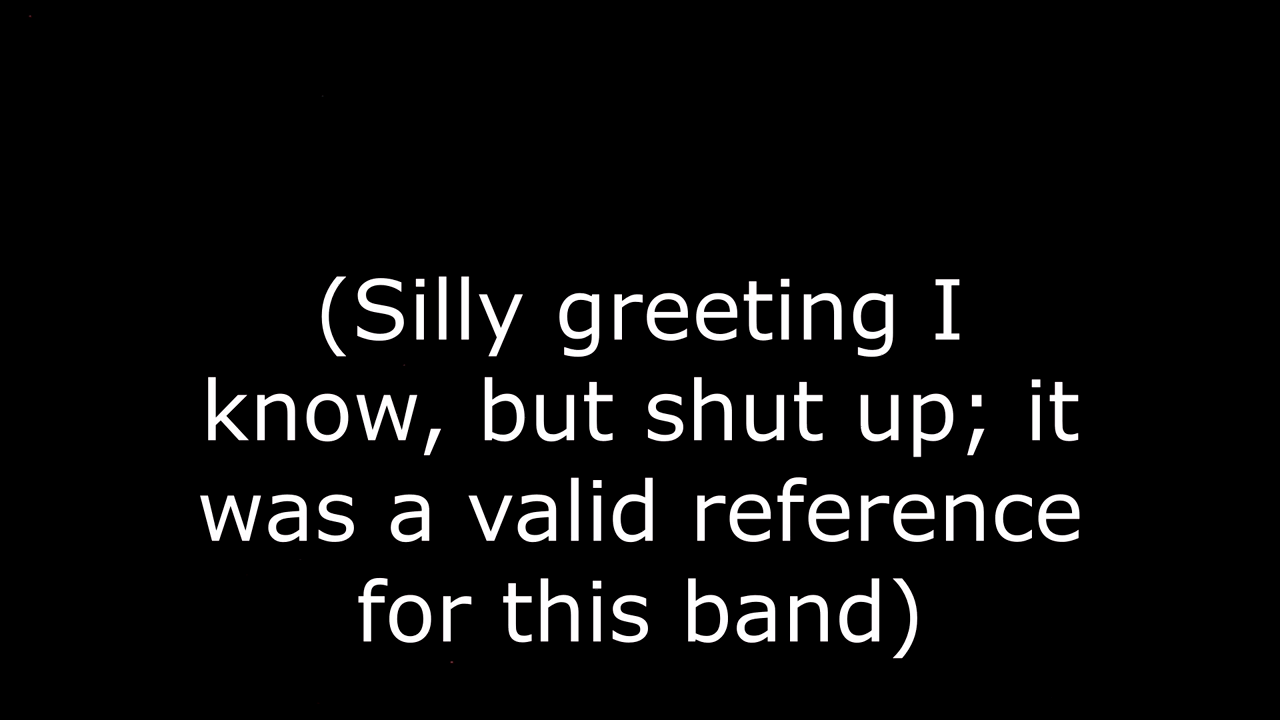 (Silly greeting I
know, but shut up; it
was a valid reference
for this band)